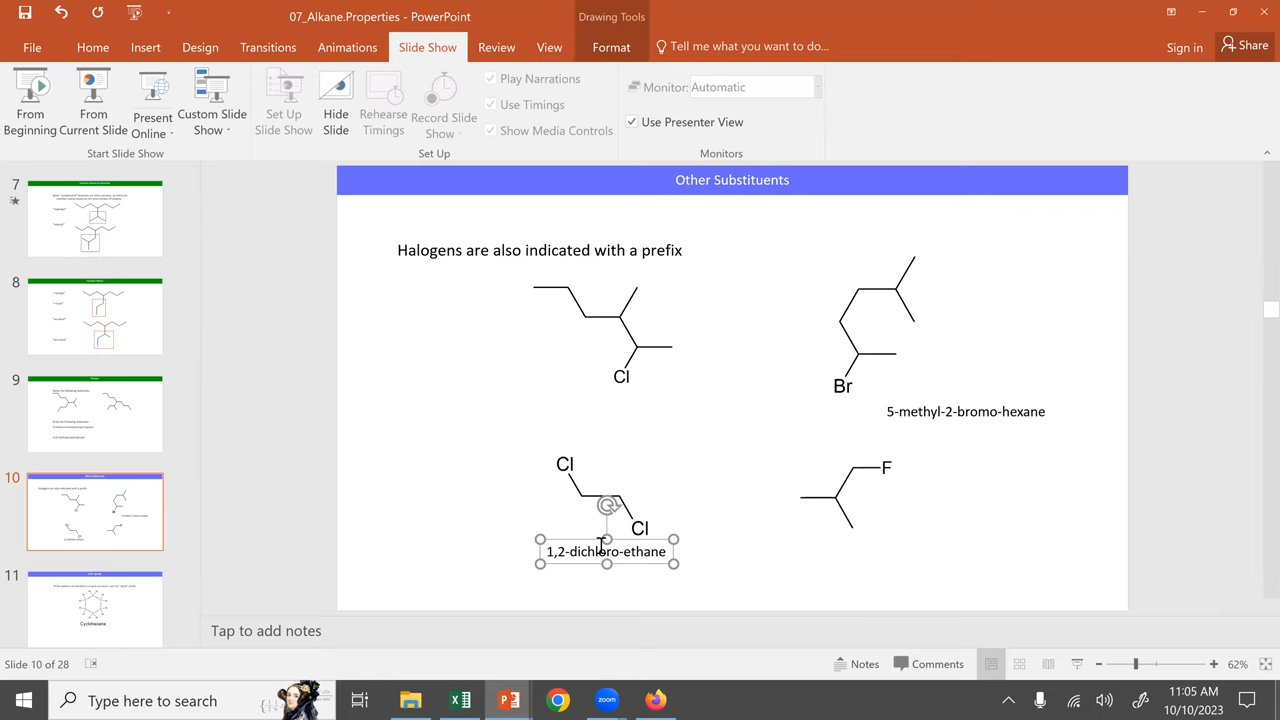 07_Alkane.Properties - PowerPoint
Drawing Tools
File
Home
Insert
Design
Transitions
Animations
Slide Show
Review
View
Format
Tell me what you want to do...
Sign in
Share
From Beginning
From Current Slide
Present Online
Custom Slide Show
Set Up Slide Show
Hide Slide
Rehearse Timings
Record Slide Show
Play Narrations
Use Timings
Show Media Controls
Monitor:
Automatic
Use Presenter View
Start Slide Show
Set Up
Monitors
7
8
9
10
11
Cyclohexane
Other Substituents
Halogens are also indicated with a prefix
Cl
Br
5-methyl-2-bromo-hexane
Cl
F
Cl
1,2-dichloro-ethane
Tap to add notes
Slide 10 of 28
Notes
Comments
62%
Type here to search
zoom
11:05 AM
10/10/2023